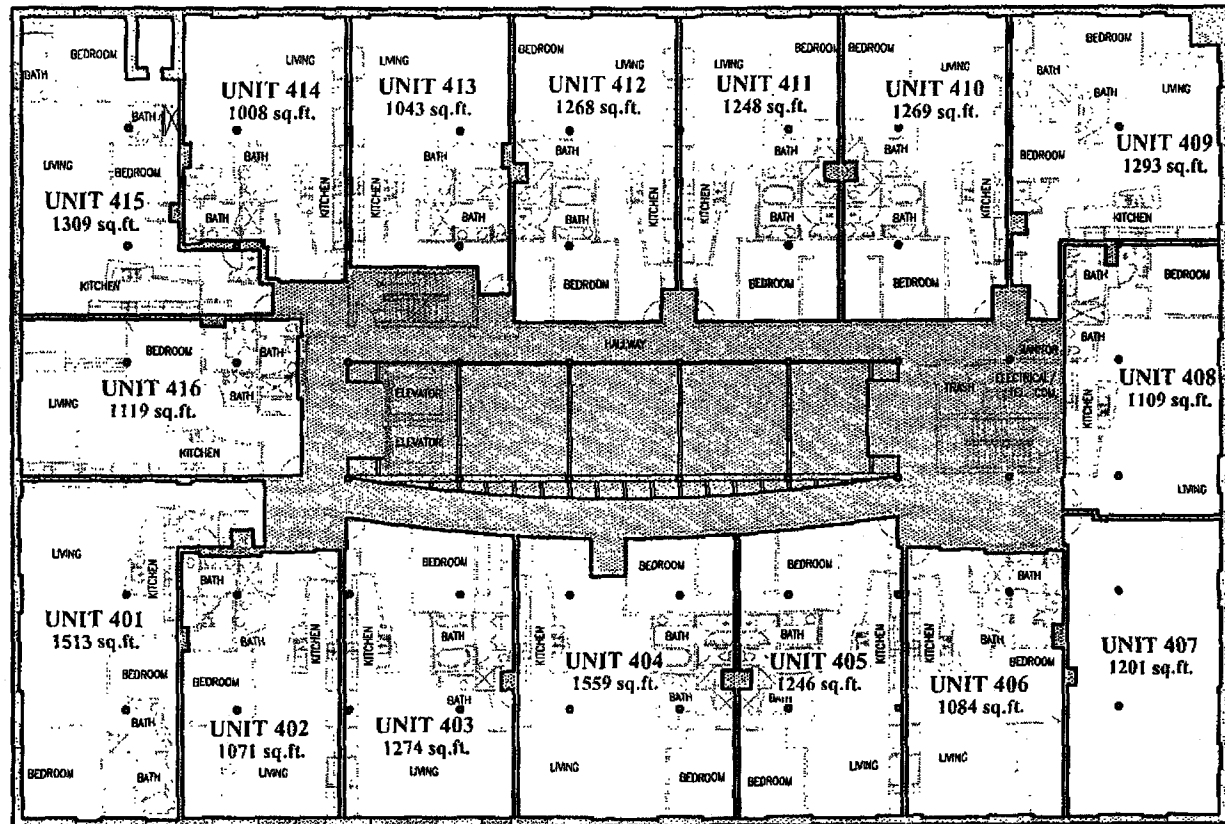 BEDROOM
BATH
BATH
LIVING
BEDROOM
UNIT 415
1309 sq.ft.
KITCHEN
LIVING
UNIT 414
1008 sq.ft.
BATH
BATH
KITCHEN
LIVING
UNIT 413
1043 sq.ft.
BATH
KITCHEN
BATH
BEDROOM
LIVING
UNIT 412
1268 sq.ft.
BATH
BATH
KITCHEN
BEDROOM
BEDROOM
LIVING
UNIT 411
1248 sq.ft.
BATH
KITCHEN
BATH
BEDROOM
BEDROOM
LIVING
UNIT 410
1269 sq.ft.
BATH
BATH
KITCHEN
BEDROOM
BEDROOM
BATH
LIVING
BATH
UNIT 409
1293 sq.ft.
BEDROOM
KITCHEN
BATH
BEDROOM
BATH
UNIT 408
1109 sq.ft.
KITCHEN
LIVING
HALLWAY
JANITOR
TRASH
ELECTRICAL/
TEL. COM.
ELEVATOR
ELEVATOR
BEDROOM
BATH
UNIT 416
1119 sq.ft.
BATH
LIVING
KITCHEN
LIVING
KITCHEN
UNIT 401
1513 sq.ft.
BEDROOM
BATH
BEDROOM
BATH
BATH
KITCHEN
BEDROOM
UNIT 402
1071 sq.ft.
LIVING
BEDROOM
KITCHEN
BATH
BATH
UNIT 403
1274 sq.ft.
LIVING
BEDROOM
KITCHEN
BATH
UNIT 404
1559 sq.ft.
BATH
LIVING
BEDROOM
BEDROOM
BATH
KITCHEN
UNIT 405
1246 sq.ft.
BATH
LIVING
BEDROOM
BATH
KITCHEN
BATH
BEDROOM
UNIT 406
1084 sq.ft.
LIVING
UNIT 407
1201 sq.ft.